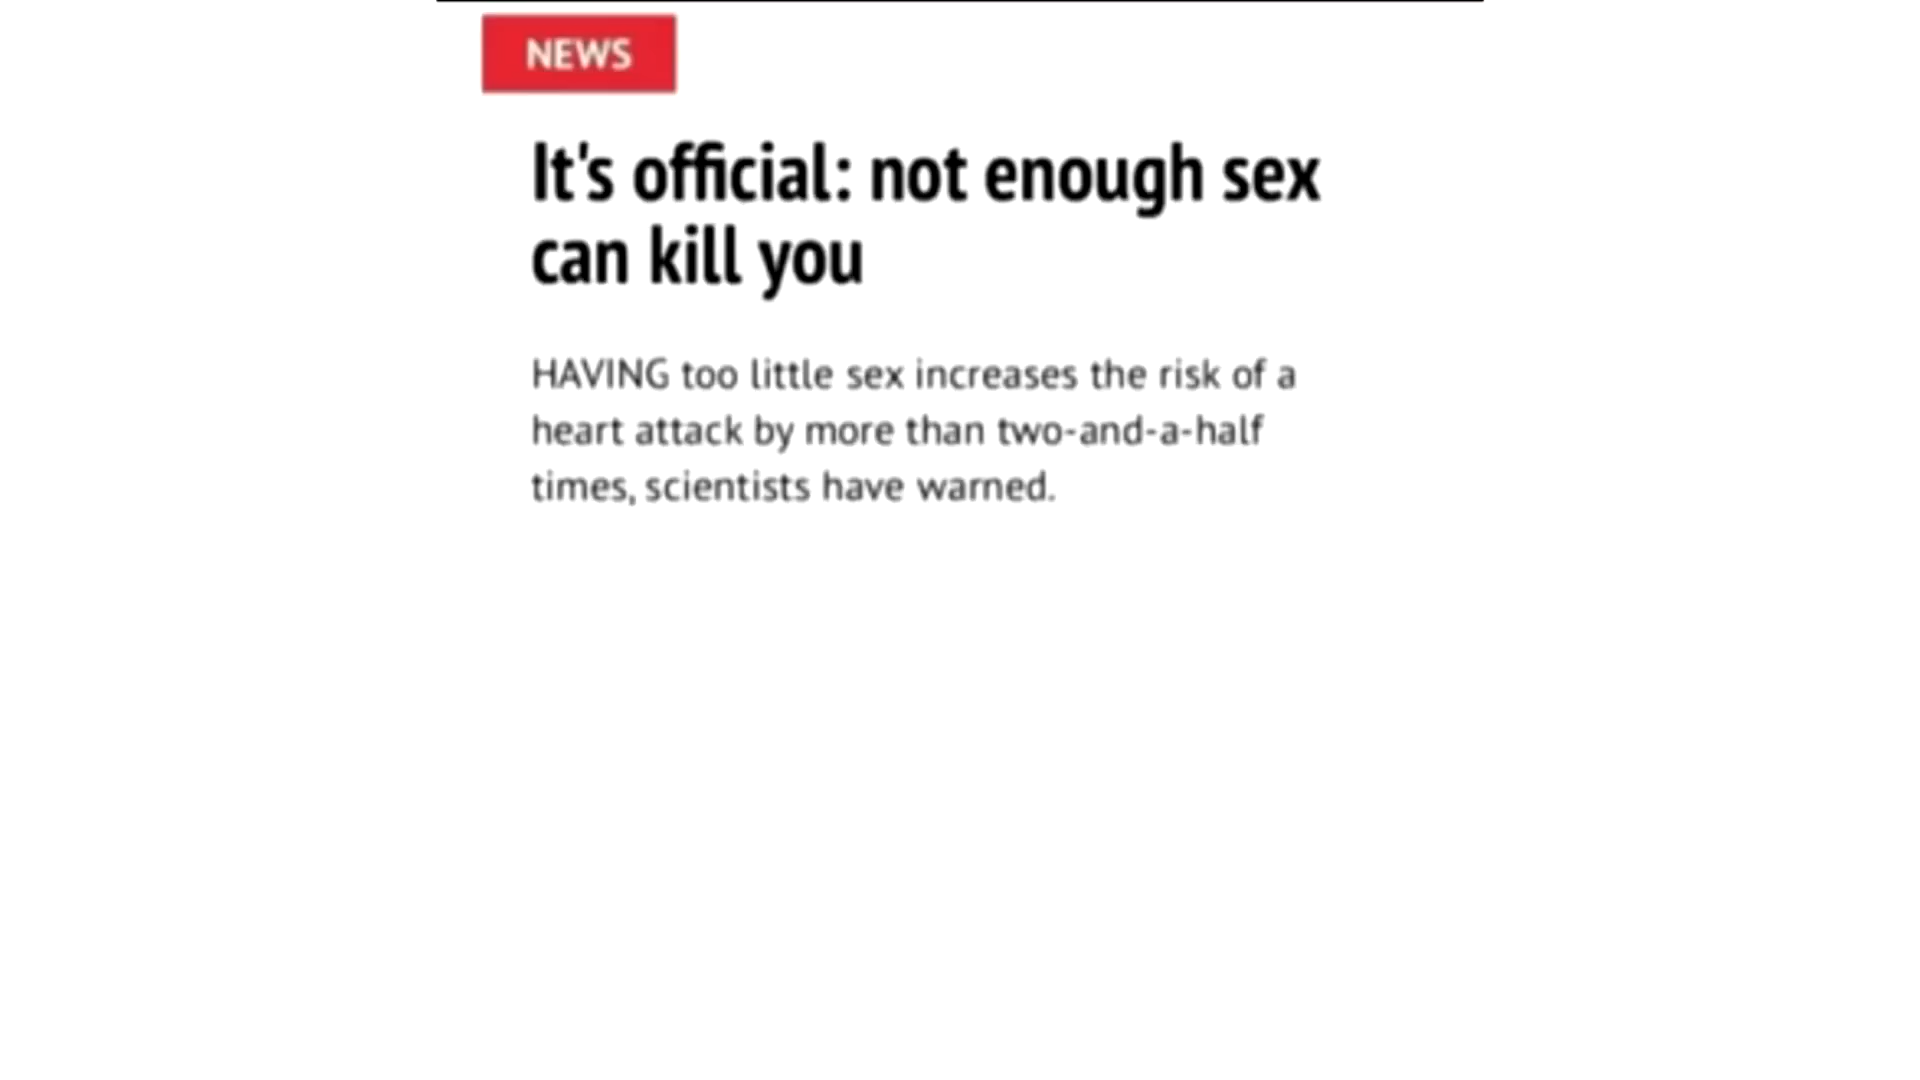 NEWS
It's official: not enough sex
can kill you
HAVING too little sex increases the risk of a
heart attack by more than two-and-a-half
times, scientists have warned.